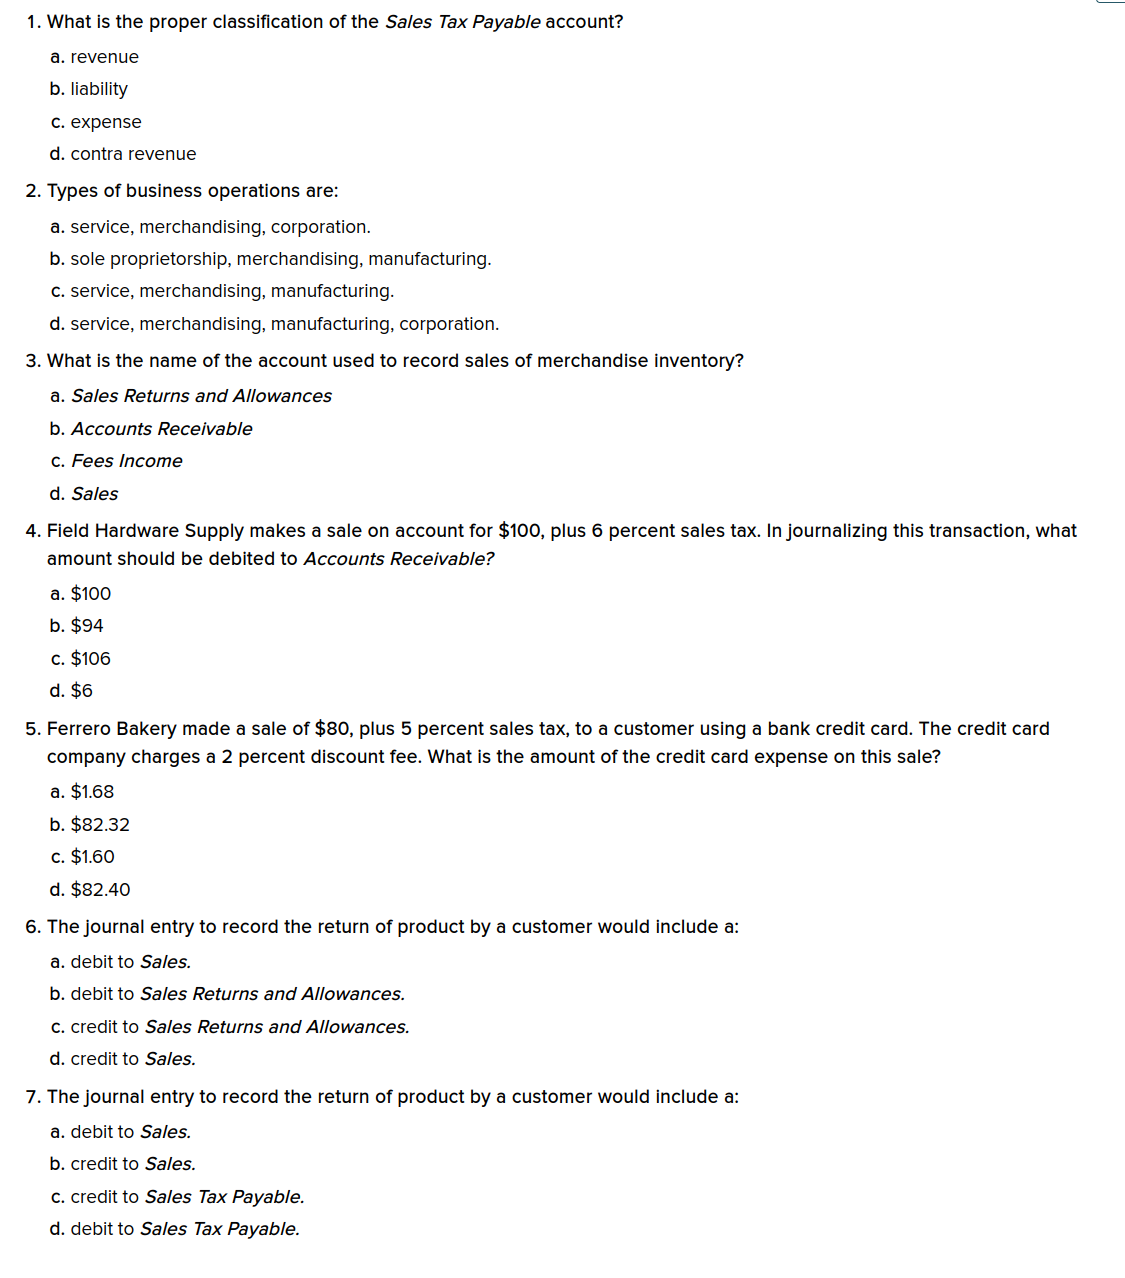 1. What is the proper classification of the Sales Tax Payable account?
a. revenue
b. liability
c. expense
d. contra revenue
2. Types of business operations are:
a. service, merchandising, corporation.
b. sole proprietorship, merchandising, manufacturing.
c. service, merchandising, manufacturing.
d. service, merchandising, manufacturing, corporation.
3. What is the name of the account used to record sales of merchandise inventory?
a. Sales Returns and Allowances
b. Accounts Receivable
c. Fees Income
d. Sales
4. Field Hardware Supply makes a sale on account for $100, plus 6 percent sales tax. In journalizing this transaction, what
amount should be debited to Accounts Receivable?
a. $100
b. $94
c. $106
d. $6
5. Ferrero Bakery made a sale of $80, plus 5 percent sales tax, to a customer using a bank credit card. The credit card
company charges a 2 percent discount fee. What is the amount of the credit card expense on this sale?
a. $1.68
b. $82.32
c. $1.60
d. $82.40
6. The journal entry to record the return of product by a customer would include a:
a. debit to Sales.
b. debit to Sales Returns and Allowances.
c. credit to Sales Returns and Allowances.
d. credit to Sales.
7. The journal entry to record the return of product by a customer would include a:
a. debit to Sales.
b. credit to Sales.
c. credit to Sales Tax Payable.
d. debit to Sales Tax Payable.